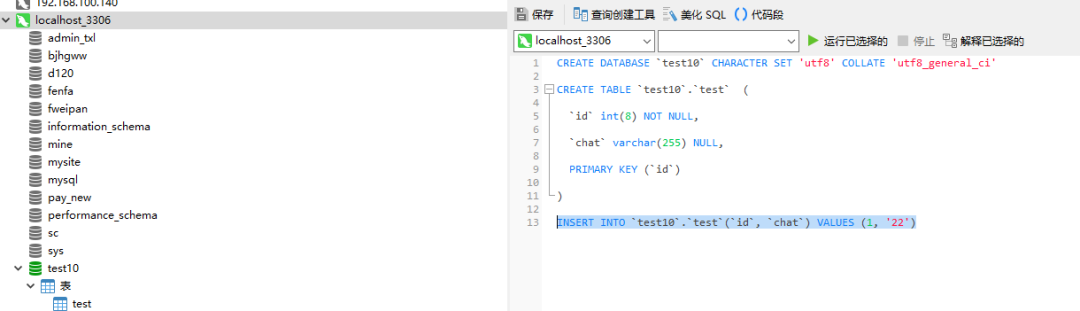 192.168.100.140
localhost_3306
admin_txl
bjhgww
d120
fenfa
fweipan
information_schema
mine
mysite
mysql
pay_new
performance_schema
sc
sys
test10
表
test
保存 查询创建工具 美化 SQL () 代码段
localhost_3306 运行已选择的 停止 解释已选择的
1 CREATE DATABASE `test10` CHARACTER SET 'utf8' COLLATE 'utf8_general_ci'
2
3 CREATE TABLE `test10`.`test`  (
4
5   `id` int(8) NOT NULL,
6
7   `chat` varchar(255) NULL,
8
9   PRIMARY KEY (`id`)
10
11 )
12
13 INSERT INTO `test10`.`test`(`id`, `chat`) VALUES (1, '22')